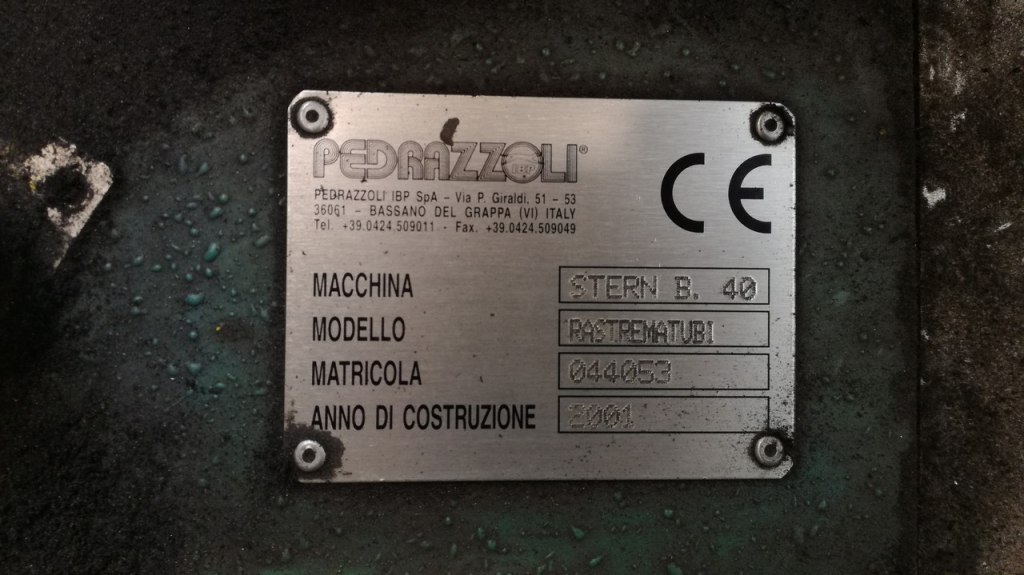 PEDRAZZOLI®
PEDRAZZOLI IBP SpA - Via P. Giraldi, 51 - 53
36061 - BASSANO DEL GRAPPA (VI) ITALY
Tel. +39.0424.509011 - Fax. +39.0424.509049
CE
MACCHINA STERN B. 40
MODELLO RASTREMATUBI
MATRICOLA 044053
ANNO DI COSTRUZIONE 2001